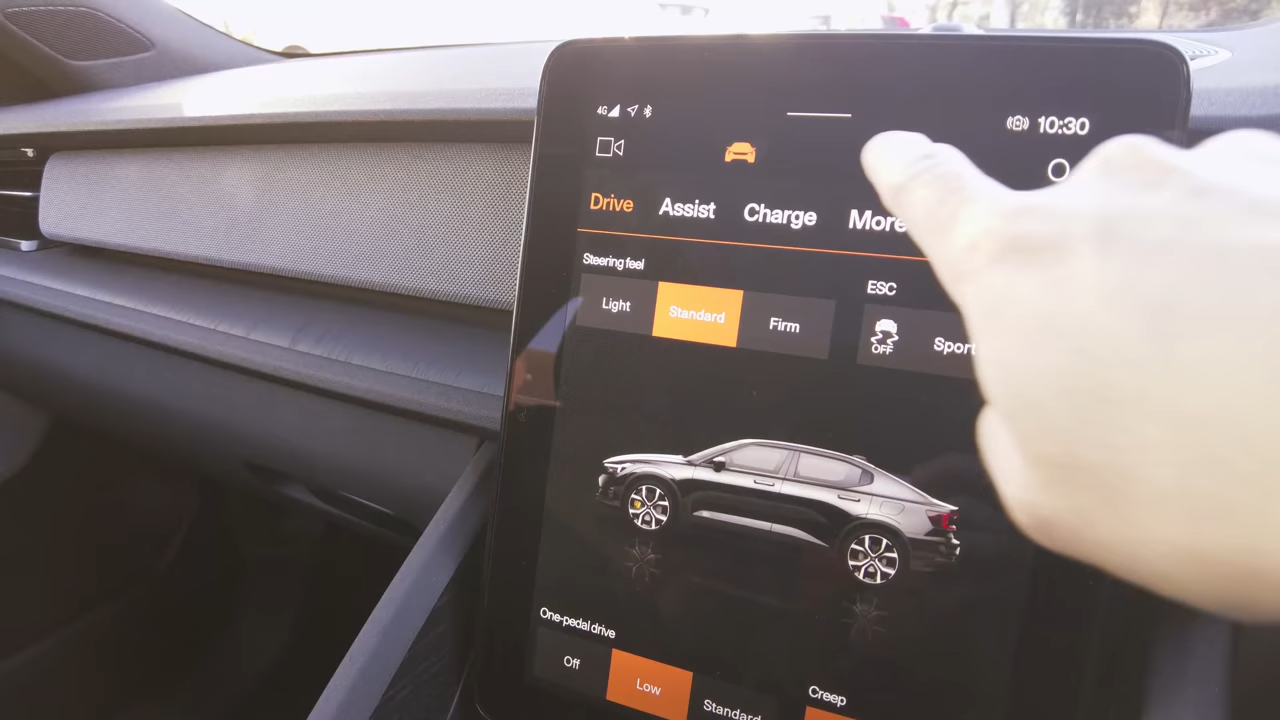 4G 10:30
Drive Assist Charge More
Steering feel
ESC
Light Standard Firm
OFF Sport
One-pedal drive
Off Low Standard
Creep